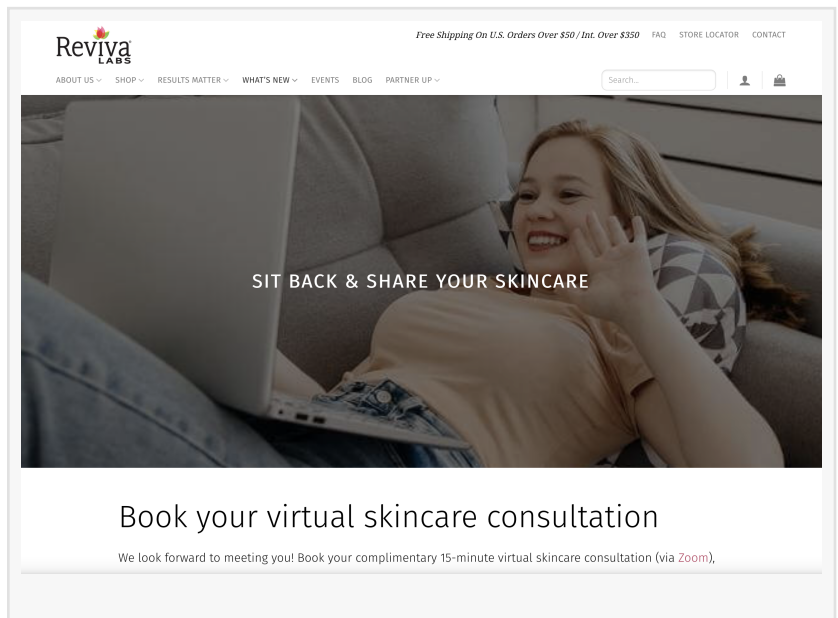 Free Shipping On U.S. Orders Over $50 / Int. Over $350 FAQ STORE LOCATOR CONTACT
Reviva
LABS
ABOUT US SHOP RESULTS MATTER WHAT'S NEW EVENTS BLOG PARTNER UP Search...
SIT BACK & SHARE YOUR SKINCARE
Book your virtual skincare consultation
We look forward to meeting you! Book your complimentary 15-minute virtual skincare consultation (via Zoom),